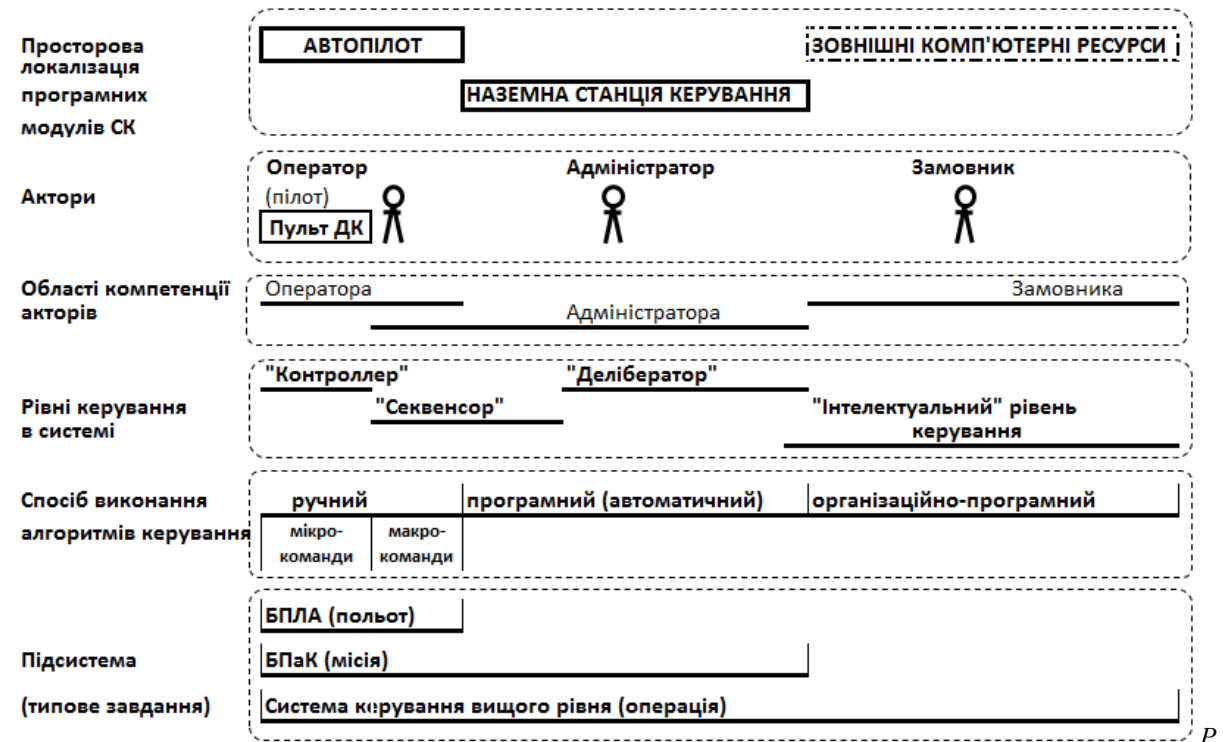 Просторова
локалізація
програмних
модулів СК
АВТОПІЛОТ
ЗОВНІШНІ КОМП'ЮТЕРНІ РЕСУРСИ
НАЗЕМНА СТАНЦІЯ КЕРУВАННЯ
Актори
Оператор
(пілот)
Пульт ДК
Адміністратор
Замовник
Області компетенції
акторів
Оператора
Адміністратора
Замовника
Рівні керування
в системі
"Контроллер"
"Секвенсор"
"Деліберaтор"
"Інтелектуальний" рівень
керування
Спосіб виконання
алгоритмів керування
ручний
програмний (автоматичний)
організаційно-програмний
мікро-
команди
макро-
команди
Підсистема
(типове завдання)
БПЛА (польот)
БПаК (місія)
Система керування вищого рівня (операція)
Р